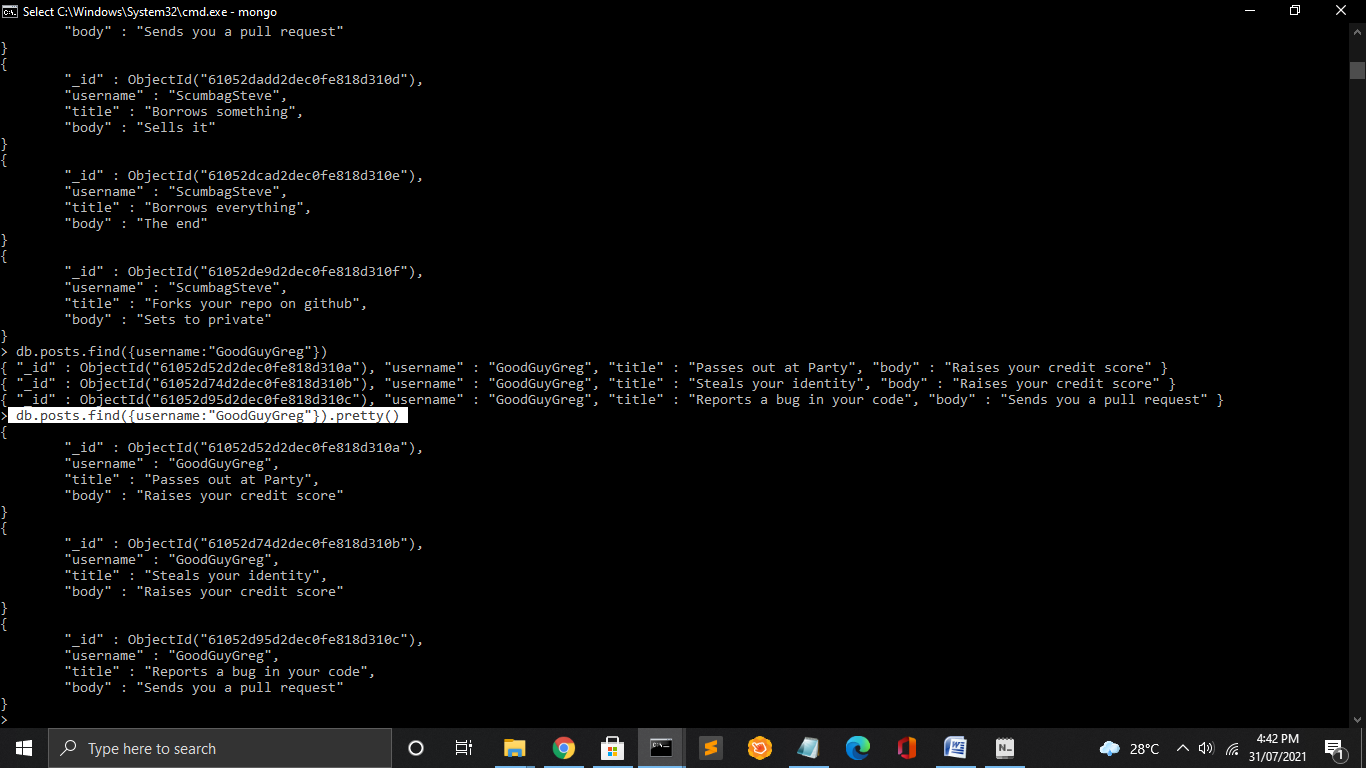 Select C:\Windows\System32\cmd.exe - mongo
"body" : "Sends you a pull request"
}
{
"_id" : ObjectId("61052dadd2dec0fe818d310d"),
"username" : "ScumbagSteve",
"title" : "Borrows something",
"body" : "Sells it"
}
{
"_id" : ObjectId("61052dcad2dec0fe818d310e"),
"username" : "ScumbagSteve",
"title" : "Borrows everything",
"body" : "The end"
}
{
"_id" : ObjectId("61052de9d2dec0fe818d310f"),
"username" : "ScumbagSteve",
"title" : "Forks your repo on github",
"body" : "Sets to private"
}
> db.posts.find({username:"GoodGuyGreg"})
{ "_id" : ObjectId("61052d52d2dec0fe818d310a"), "username" : "GoodGuyGreg", "title" : "Passes out at Party", "body" : "Raises your credit score" }
{ "_id" : ObjectId("61052d74d2dec0fe818d310b"), "username" : "GoodGuyGreg", "title" : "Steals your identity", "body" : "Raises your credit score" }
{ "_id" : ObjectId("61052d95d2dec0fe818d310c"), "username" : "GoodGuyGreg", "title" : "Reports a bug in your code", "body" : "Sends you a pull request" }
> db.posts.find({username:"GoodGuyGreg"}).pretty()
{
"_id" : ObjectId("61052d52d2dec0fe818d310a"),
"username" : "GoodGuyGreg",
"title" : "Passes out at Party",
"body" : "Raises your credit score"
}
{
"_id" : ObjectId("61052d74d2dec0fe818d310b"),
"username" : "GoodGuyGreg",
"title" : "Steals your identity",
"body" : "Raises your credit score"
}
{
"_id" : ObjectId("61052d95d2dec0fe818d310c"),
"username" : "GoodGuyGreg",
"title" : "Reports a bug in your code",
"body" : "Sends you a pull request"
}
>
Type here to search
28°C
4:42 PM
31/07/2021
1